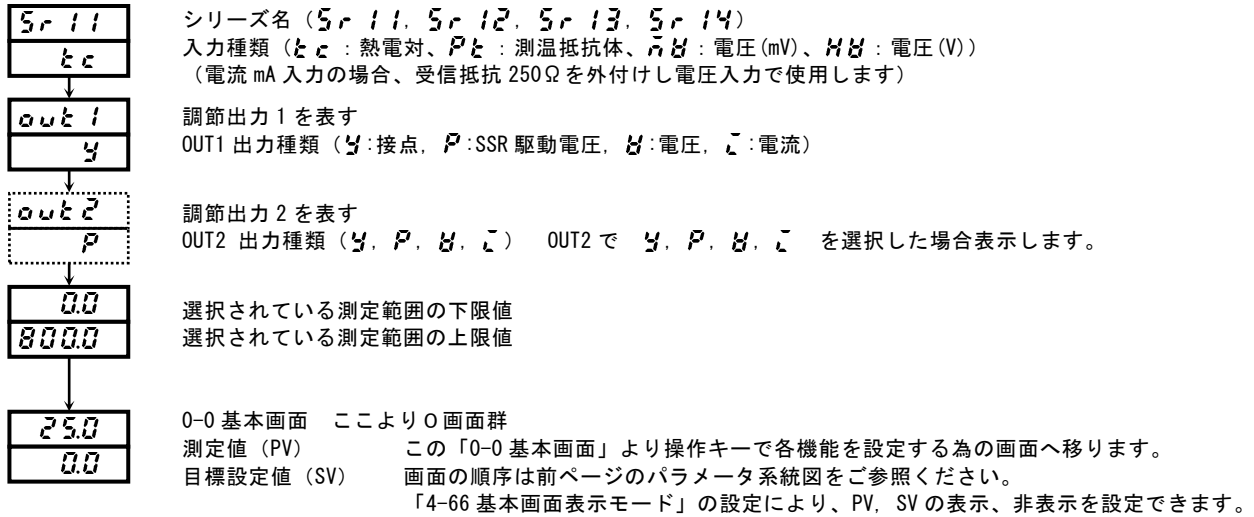 Sr11
シリーズ名（Sr11, Sr12, Sr13, Sr14）
tc
入力種類（tc：熱電対、Pt：測温抵抗体、mV：電圧(mV)、HV：電圧(V)）
（電流 mA 入力の場合、受信抵抗 250Ωを外付けし電圧入力で使用します）
out1
調節出力 1 を表す
Y
OUT1 出力種類（Y:接点, P:SSR 駆動電圧, V:電圧, i:電流）
out2
調節出力 2 を表す
P
OUT2 出力種類（Y, P, V, i） OUT2 で Y, P, V, i を選択した場合表示します。
0.0
選択されている測定範囲の下限値
800.0
選択されている測定範囲の上限値
0-0 基本画面 ここより０画面群
25.0
測定値（PV） この「0-0 基本画面」より操作キーで各機能を設定する為の画面へ移ります。
0.0
目標設定値（SV） 画面の順序は前ページのパラメータ系統図をご参照ください。
「4-66 基本画面表示モード」の設定により、PV, SV の表示、非表示を設定できます。